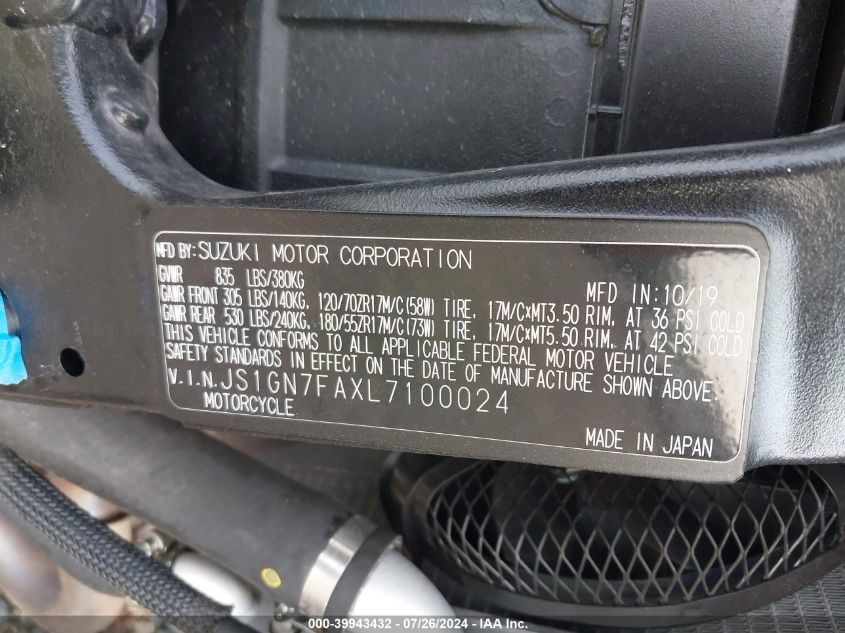 MFD BY:SUZUKI MOTOR CORPORATION
GVWR 835 LBS/380KG MFD IN:10/19
GAWR FRONT 305 LBS/140KG, 120/70ZR17M/C(58W) TIRE, 17M/C×MT3.50 RIM, AT 36 PSI COLD
GAWR REAR 530 LBS/240KG, 180/55ZR17M/C(73W) TIRE, 17M/C×MT5.50 RIM, AT 42 PSI COLD
THIS VEHICLE CONFORMS TO ALL APPLICABLE FEDERAL MOTOR VEHICLE
SAFETY STANDARDS IN EFFECT ON THE DATE OF MANUFACTURE SHOWN ABOVE.
V.I.N.JS1GN7FAXL7100024
MOTORCYCLE
MADE IN JAPAN
000-39943432 - 07/26/2024 - IAA Inc.